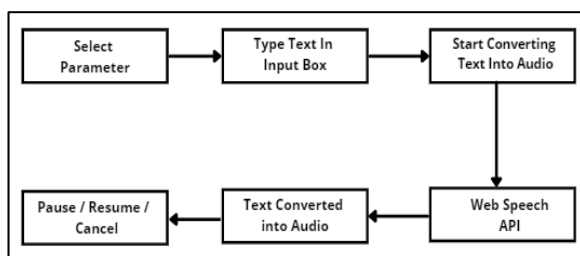 Select
Parameter
Type Text In
Input Box
Start Converting
Text Into Audio
Web Speech
API
Text Converted
into Audio
Pause / Resume /
Cancel